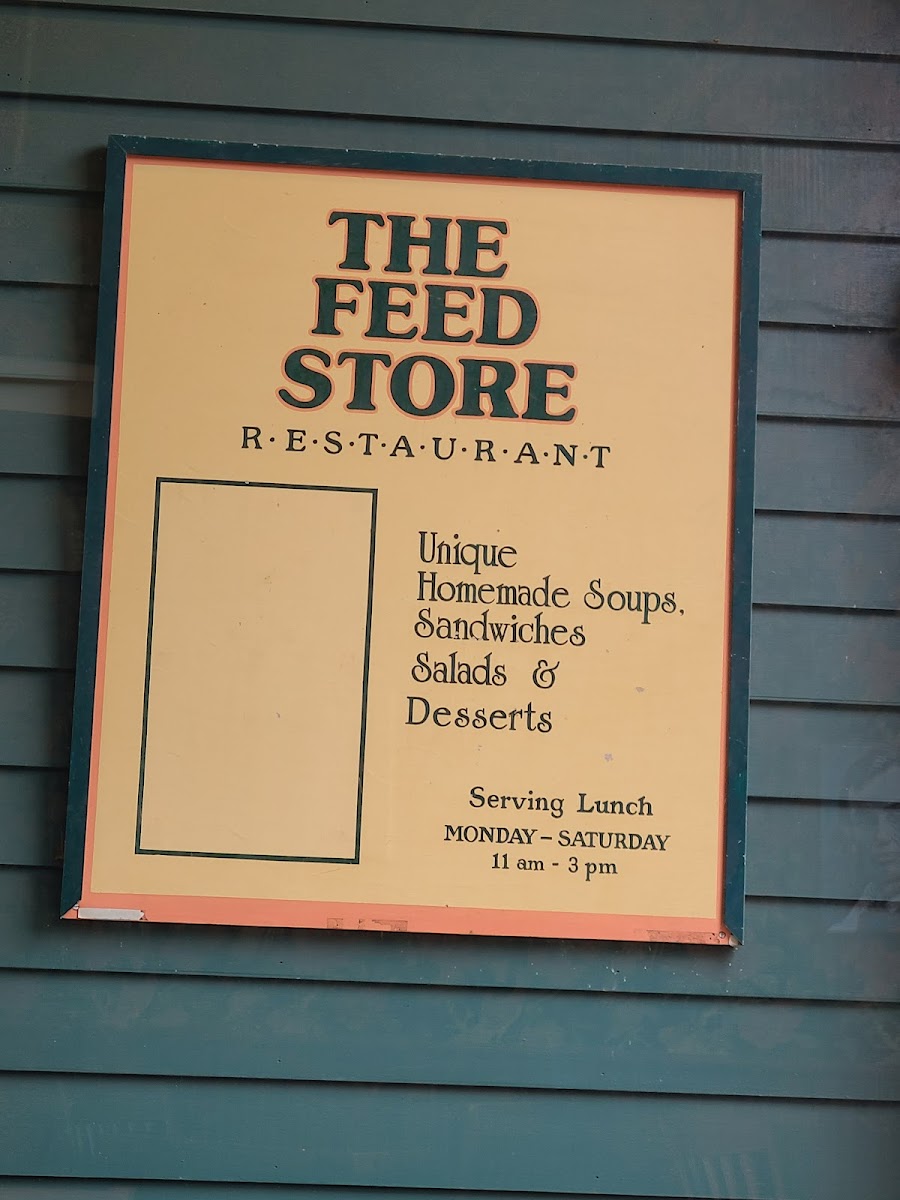 THE
FEED
STORE
R·E·S·T·A·U·R·A·N·T
Unique
Homemade Soups,
Sandwiches
Salads &
Desserts
Serving Lunch
MONDAY – SATURDAY
11 am - 3 pm